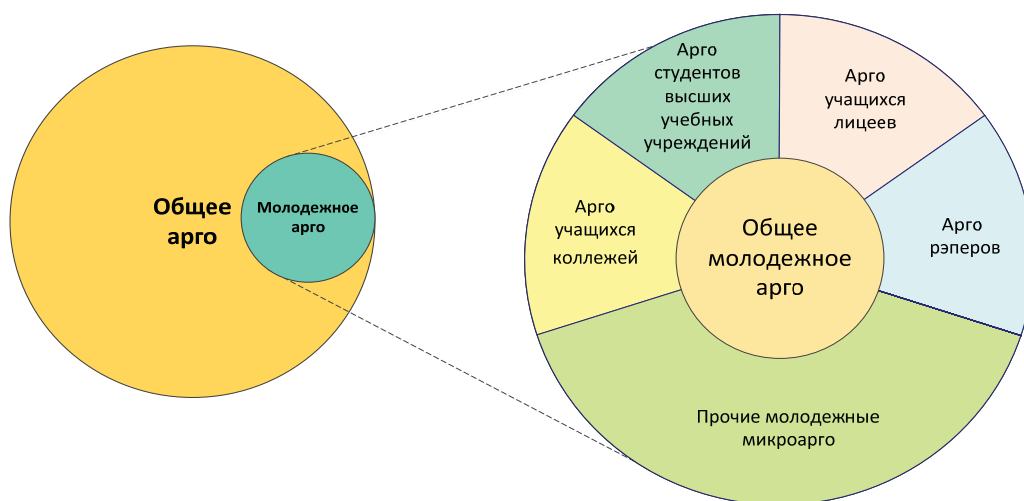 Общее
арго
Молодежное
арго
Арго
студентов
высших
учебных
учреждений
Арго
учащихся
лицеев
Арго
учащихся
коллежей
Общее
молодежное
арго
Арго
рэперов
Прочие молодежные
микроарго